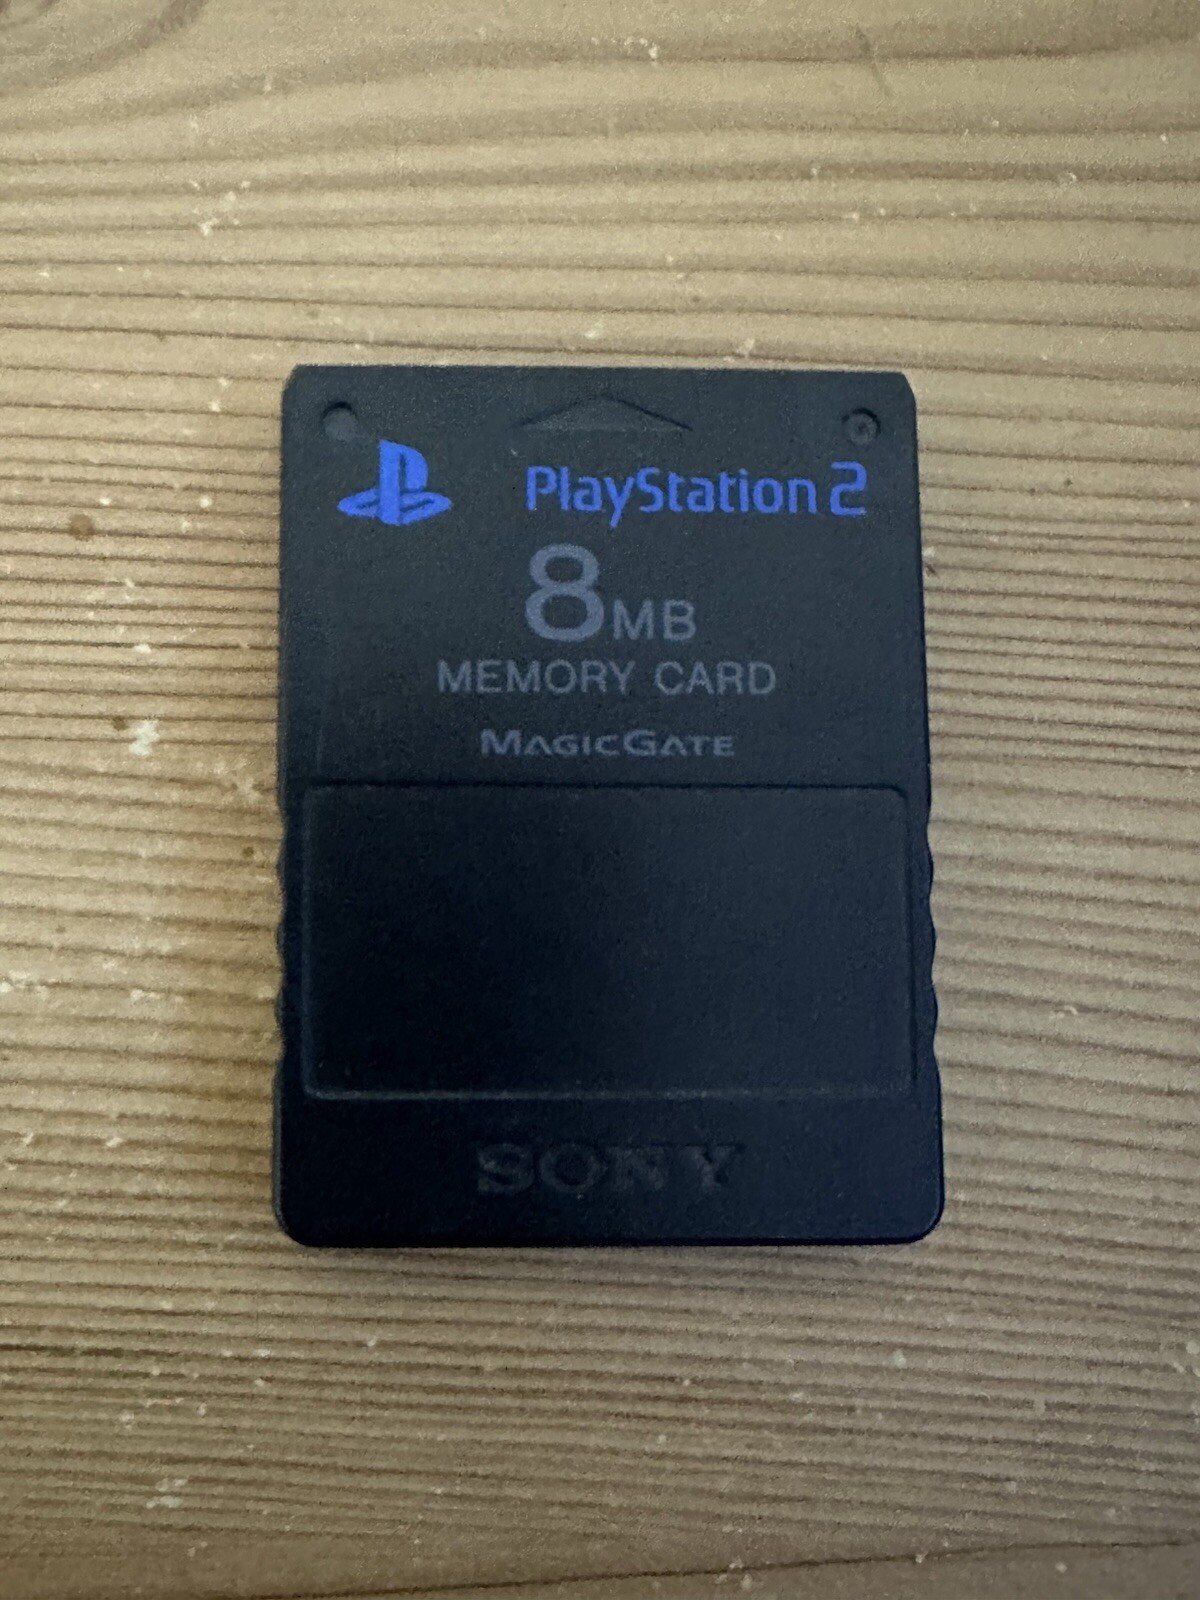 PlayStation 2
8MB
MEMORY CARD
MAGICGATE
SONY